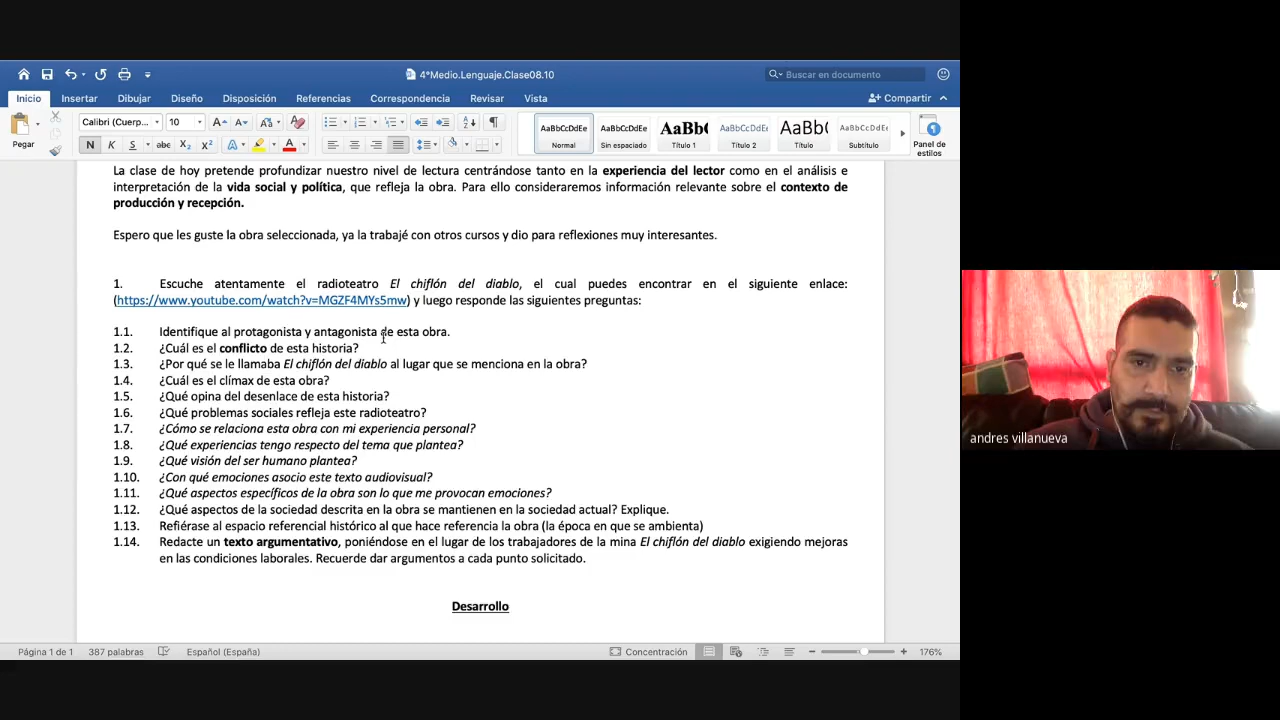 4°Medio.Lenguaje.Clase08.10
Buscar en documento
Inicio Insertar Dibujar Diseño Disposición Referencias Correspondencia Revisar Vista
Compartir
Calibri (Cuerp... 10
AaBbCcDdEe AaBbCcDdEe AaBb( AaBbCcDdE AaBb( AaBbCcDdEe
Pegar
N K S abc X₂ X² A A
Normal Sin espaciado Título 1 Título 2 Título Subtítulo
Panel de
estilos
La clase de hoy pretende profundizar nuestro nivel de lectura centrándose tanto en la experiencia del lector como en el análisis e
interpretación de la vida social y política, que refleja la obra. Para ello consideraremos información relevante sobre el contexto de
producción y recepción.
Espero que les guste la obra seleccionada, ya la trabajé con otros cursos y dio para reflexiones muy interesantes.
1. Escuche atentamente el radioteatro El chiflón del diablo, el cual puedes encontrar en el siguiente enlace:
(https://www.youtube.com/watch?v=MGZF4MYs5mw) y luego responde las siguientes preguntas:
1.1. Identifique al protagonista y antagonista de esta obra.
1.2. ¿Cuál es el conflicto de esta historia?
1.3. ¿Por qué se le llamaba El chiflón del diablo al lugar que se menciona en la obra?
1.4. ¿Cuál es el clímax de esta obra?
1.5. ¿Qué opina del desenlace de esta historia?
1.6. ¿Qué problemas sociales refleja este radioteatro?
1.7. ¿Cómo se relaciona esta obra con mi experiencia personal?
1.8. ¿Qué experiencias tengo respecto del tema que plantea?
1.9. ¿Qué visión del ser humano plantea?
1.10. ¿Con qué emociones asocio este texto audiovisual?
1.11. ¿Qué aspectos específicos de la obra son lo que me provocan emociones?
1.12. ¿Qué aspectos de la sociedad descrita en la obra se mantienen en la sociedad actual? Explique.
1.13. Refiérase al espacio referencial histórico al que hace referencia la obra (la época en que se ambienta)
1.14. Redacte un texto argumentativo, poniéndose en el lugar de los trabajadores de la mina El chiflón del diablo exigiendo mejoras
en las condiciones laborales. Recuerde dar argumentos a cada punto solicitado.
Desarrollo
andres villanueva
Página 1 de 1 387 palabras Español (España) Concentración 176%